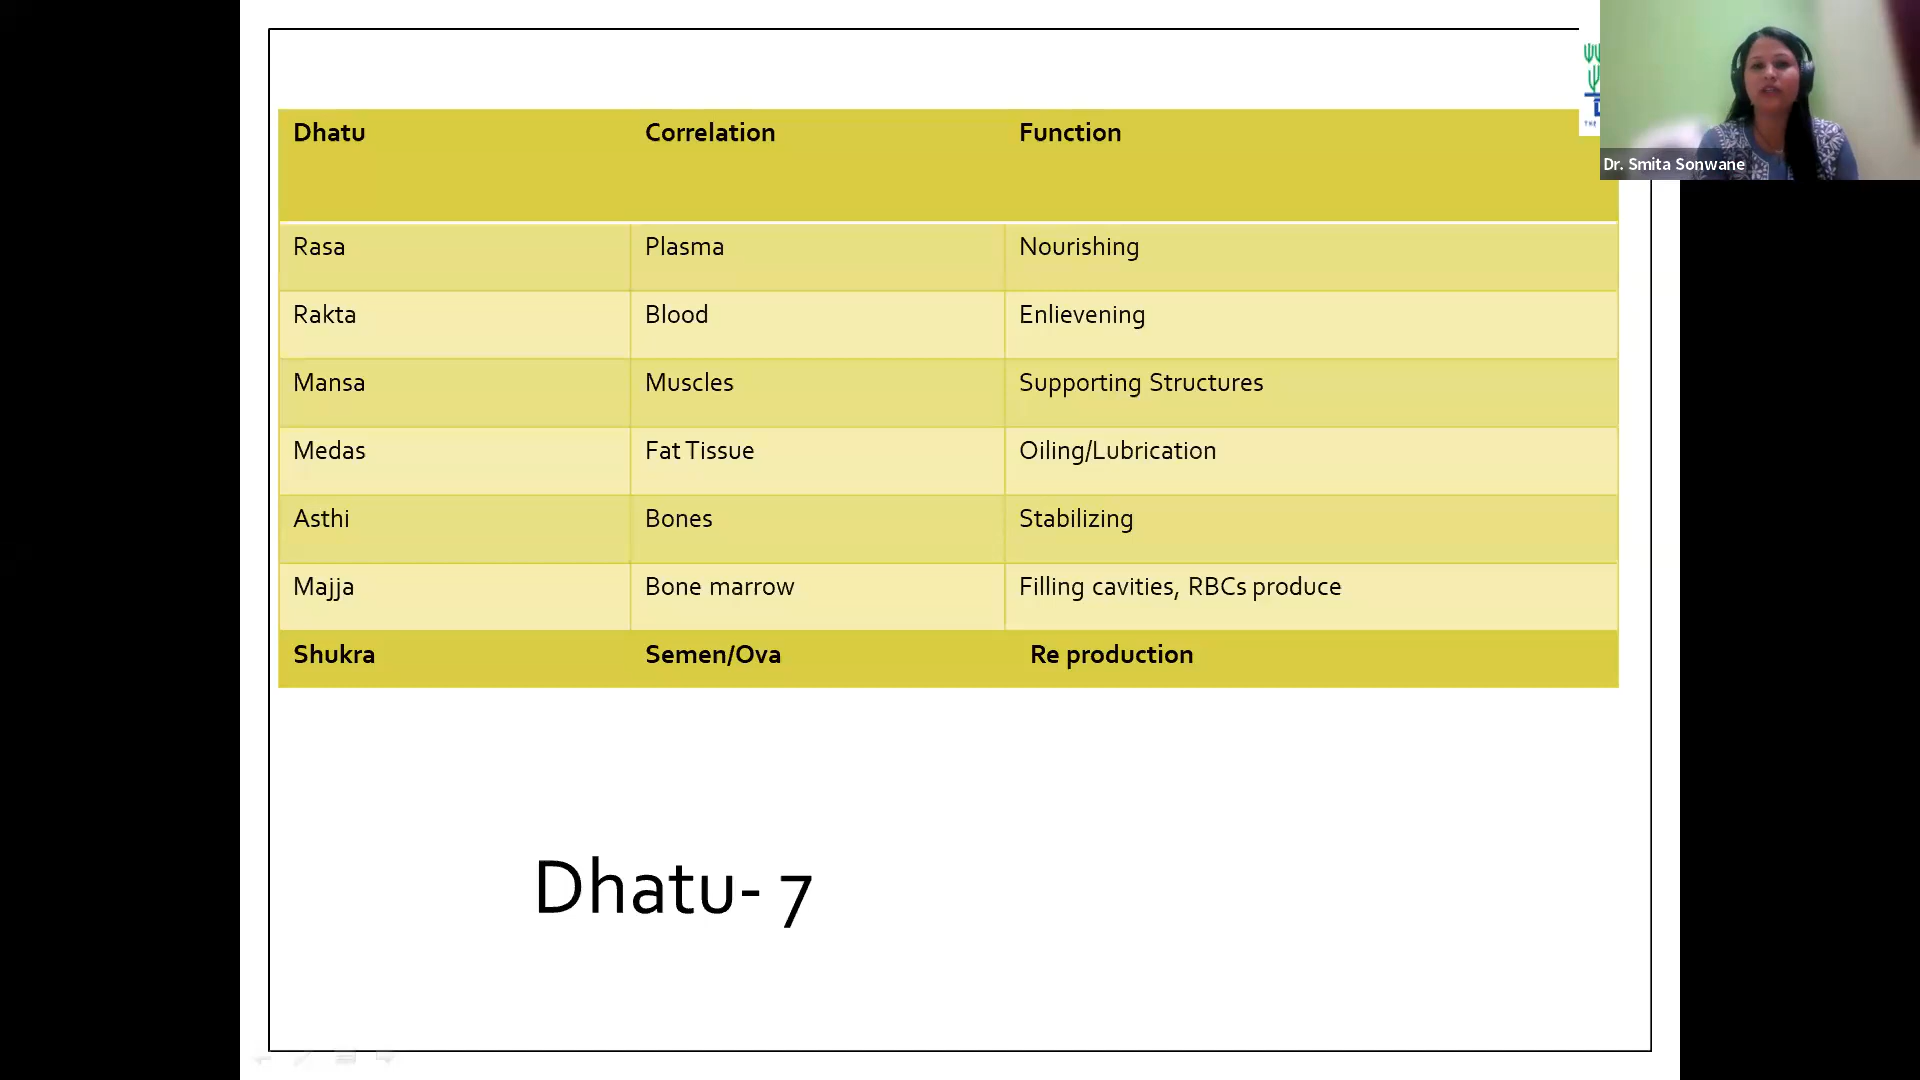 Dhatu Correlation Function
Rasa Plasma Nourishing
Rakta Blood Enlievening
Mansa Muscles Supporting Structures
Medas Fat Tissue Oiling/Lubrication
Asthi Bones Stabilizing
Majja Bone marrow Filling cavities, RBCs produce
Shukra Semen/Ova Re production
Dhatu- 7
THE
Dr. Smita Sonwane